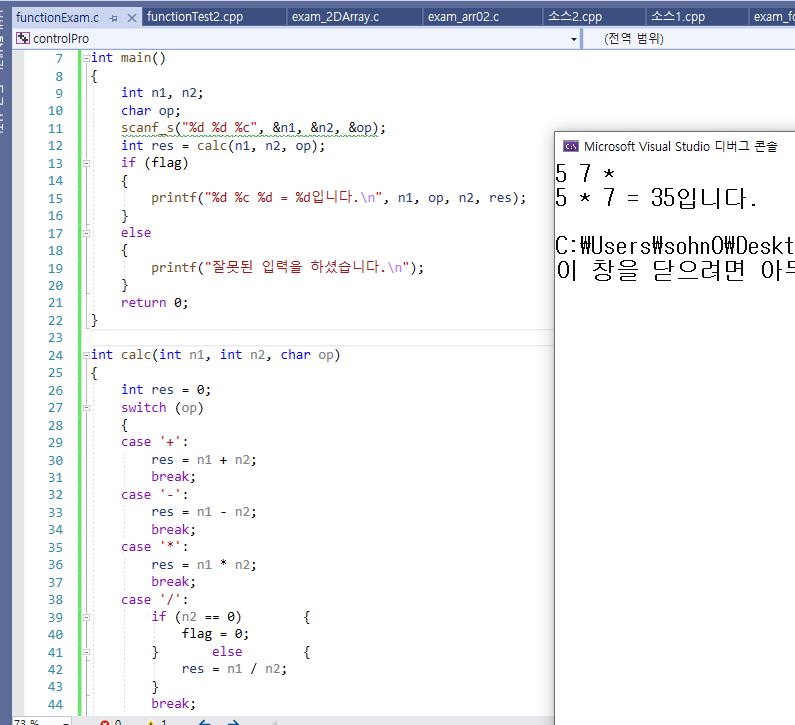 functionExam.c functionTest2.cpp exam_2DArray.c exam_arr02.c 소스2.cpp 소스1.cpp exam_fo
controlPro (전역 범위)
7 int main()
8 {
9 int n1, n2;
10 char op;
11 scanf_s("%d %d %c", &n1, &n2, &op);
12 int res = calc(n1, n2, op);
13 if (flag)
14 {
15 printf("%d %c %d = %d입니다.\n", n1, op, n2, res);
16 }
17 else
18 {
19 printf("잘못된 입력을 하셨습니다.\n");
20 }
21 return 0;
22 }
23
24 int calc(int n1, int n2, char op)
25 {
26 int res = 0;
27 switch (op)
28 {
29 case '+':
30 res = n1 + n2;
31 break;
32 case '-':
33 res = n1 - n2;
34 break;
35 case '*':
36 res = n1 * n2;
37 break;
38 case '/':
39 if (n2 == 0) {
40 flag = 0;
41 } else {
42 res = n1 / n2;
43 }
44 break;
73 % 0 1
Microsoft Visual Studio 디버그 콘솔
5 7 *
5 * 7 = 35입니다.
C:₩Users₩sohn0₩Deskt
이 창을 닫으려면 아무